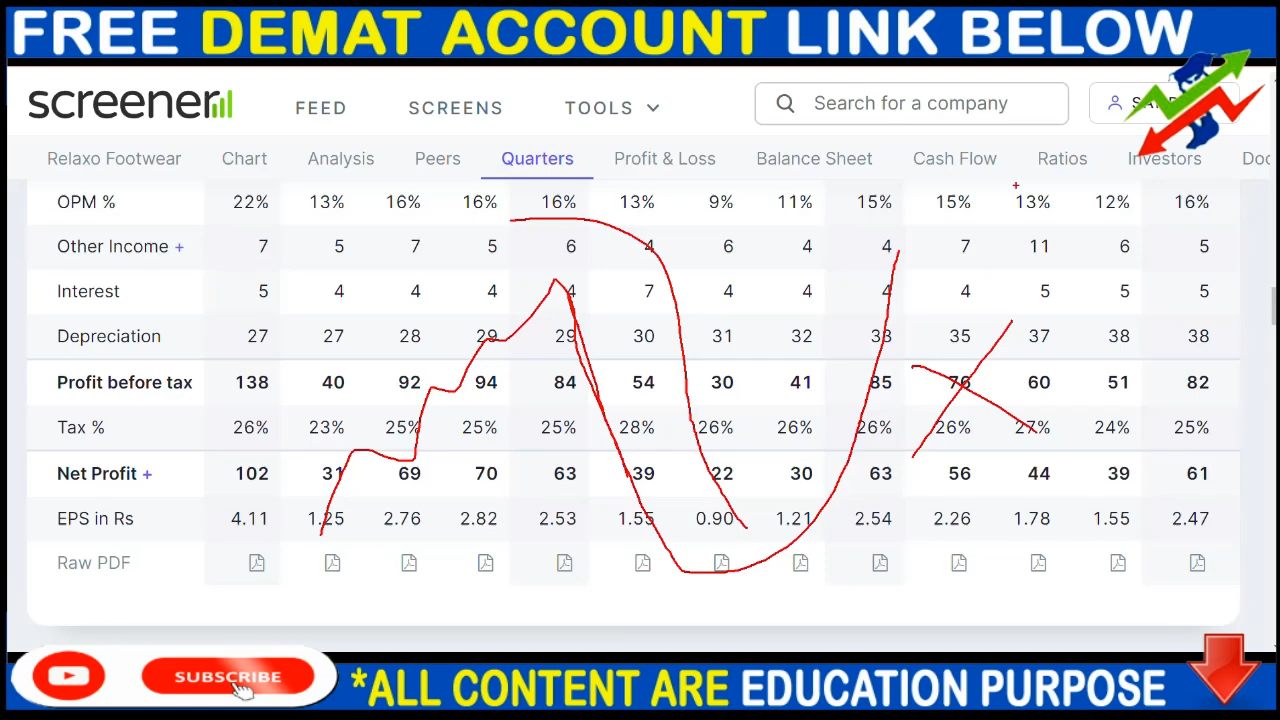 FREE DEMAT ACCOUNT LINK BELOW
screener FEED SCREENS TOOLS Search for a company
Relaxo Footwear Chart Analysis Peers Quarters Profit & Loss Balance Sheet Cash Flow Ratios Investors
OPM % 22% 13% 16% 16% 16% 13% 9% 11% 15% 15% 13% 12% 16%
Other Income + 7 5 7 5 6 4 6 4 4 7 11 6 5
Interest 5 4 4 4 4 7 4 4 4 4 5 5 5
Depreciation 27 27 28 29 29 30 31 32 33 35 37 38 38
Profit before tax 138 40 92 94 84 54 30 41 85 76 60 51 82
Tax % 26% 23% 25% 25% 25% 28% 26% 26% 26% 26% 27% 24% 25%
Net Profit + 102 31 69 70 63 39 22 30 63 56 44 39 61
EPS in Rs 4.11 1.25 2.76 2.82 2.53 1.55 0.90 1.21 2.54 2.26 1.78 1.55 2.47
Raw PDF
SUBSCRIBE
*ALL CONTENT ARE EDUCATION PURPOSE